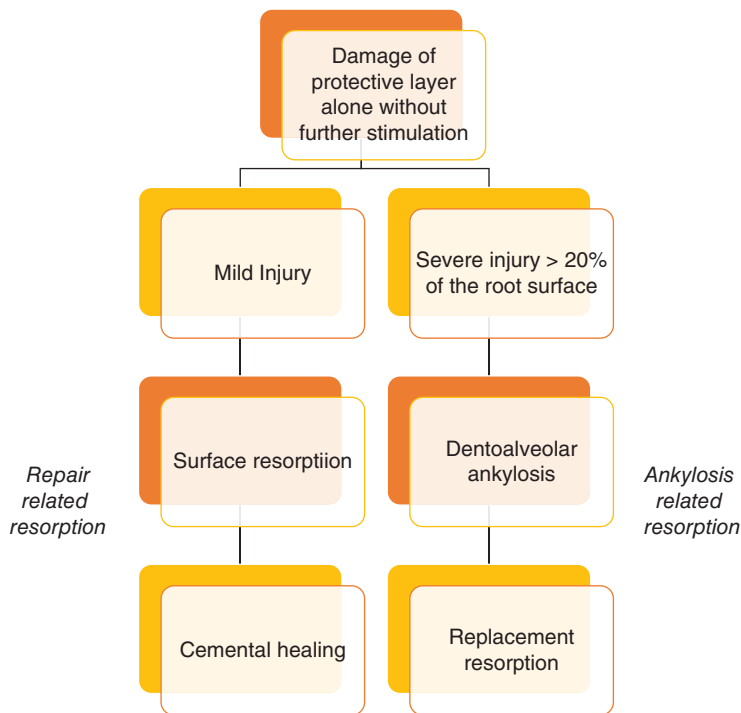 Damage of
protective layer
alone without
further stimulation
Mild Injury
Severe injury > 20%
of the root surface
Repair
related
resorption
Surface resorptiion
Dentoalveolar
ankylosis
Ankylosis
related
resorption
Cemental healing
Replacement
resorption